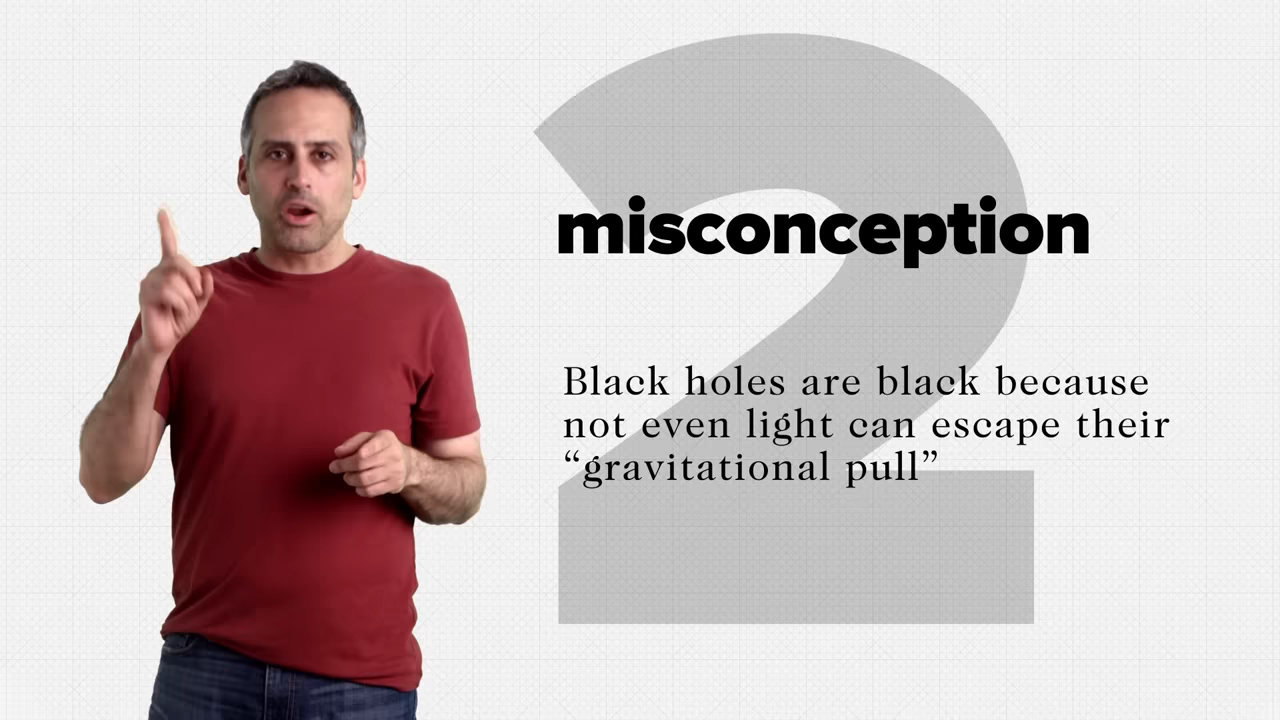 2
misconception
Black holes are black because
not even light can escape their
“gravitational pull”